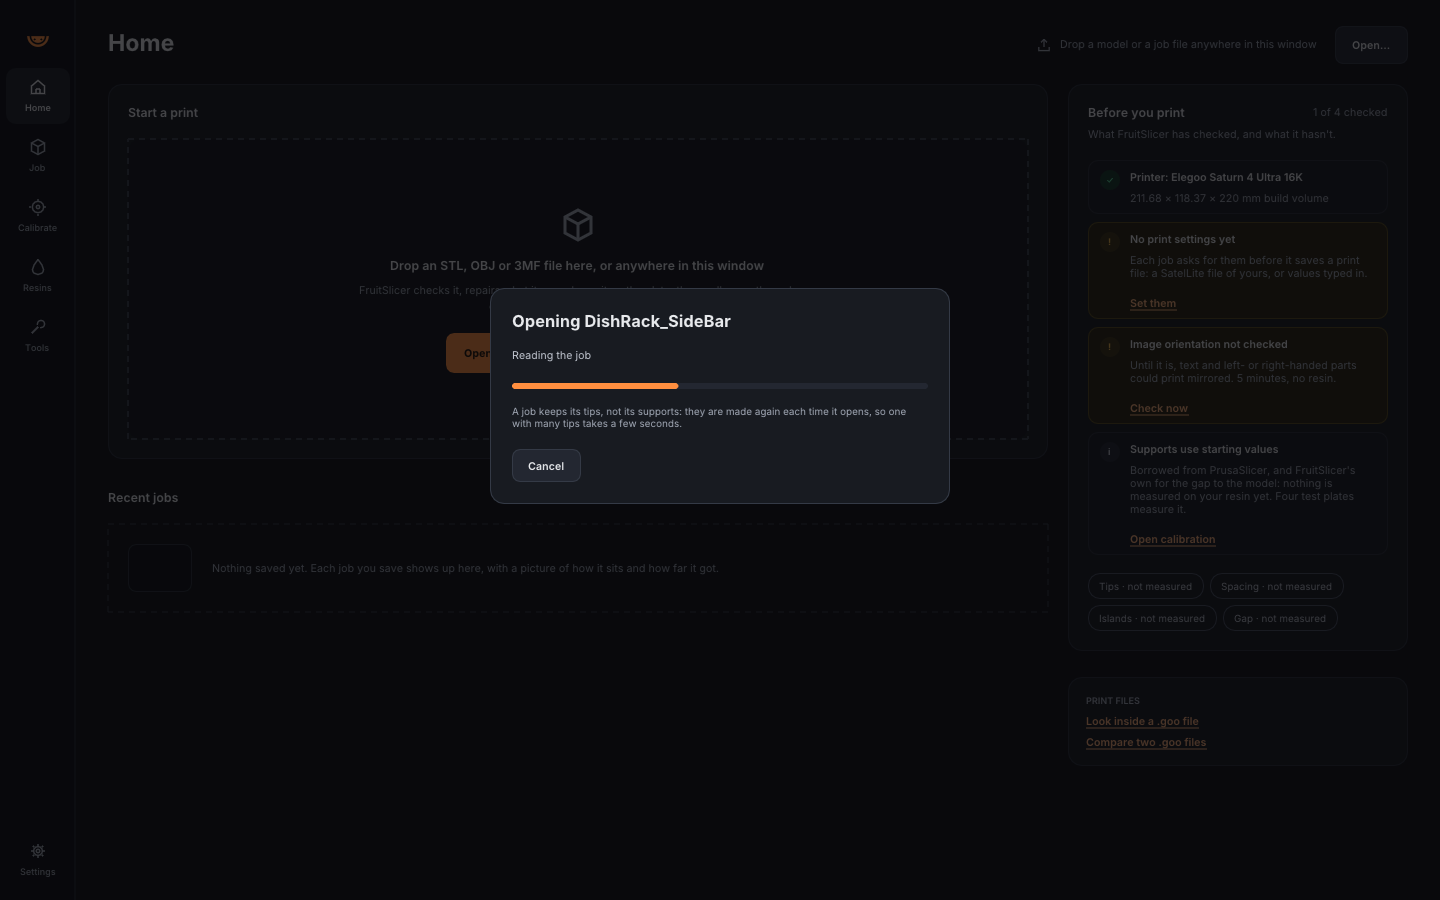 Home
Drop a model or a job file anywhere in this window
Open...
Home
Job
Calibrate
Resins
Tools
Settings
Start a print
Drop an STL, OBJ or 3MF file here, or anywhere in this window
FruitSlicer checks it,
Open
Opening DishRack_SideBar
Reading the job
A job keeps its tips, not its supports: they are made again each time it opens, so one
with many tips takes a few seconds.
Cancel
Recent jobs
Nothing saved yet. Each job you save shows up here, with a picture of how it sits and how far it got.
Before you print
1 of 4 checked
What FruitSlicer has checked, and what it hasn't.
Printer: Elegoo Saturn 4 Ultra 16K
211.68 × 118.37 × 220 mm build volume
No print settings yet
Each job asks for them before it saves a print
file: a SatelLite file of yours, or values typed in.
Set them
Image orientation not checked
Until it is, text and left- or right-handed parts
could print mirrored. 5 minutes, no resin.
Check now
Supports use starting values
Borrowed from PrusaSlicer, and FruitSlicer's
own for the gap to the model: nothing is
measured on your resin yet. Four test plates
measure it.
Open calibration
Tips · not measured
Spacing · not measured
Islands · not measured
Gap · not measured
PRINT FILES
Look inside a .goo file
Compare two .goo files